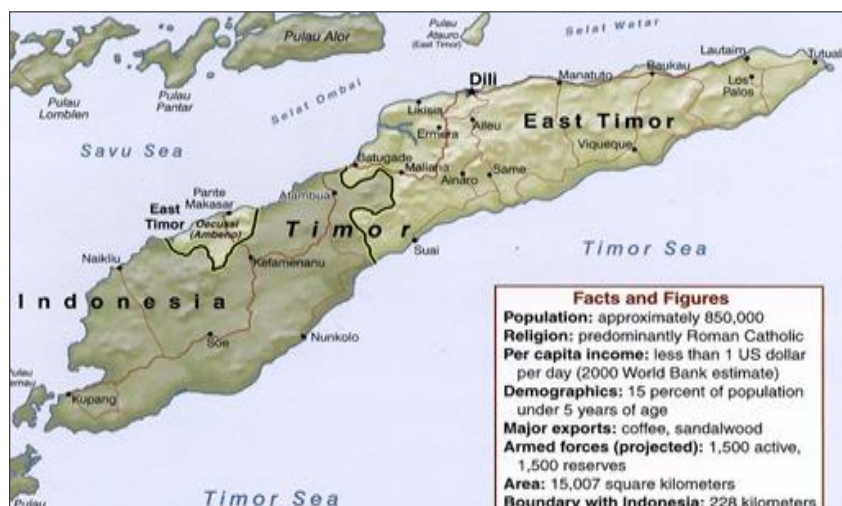 Pulau Alor
Pulau
Atauro
(East Timor)
Selat Wetar
Lautaim
Tutuala
Pulau
Lomblen
Pulau
Pantar
Selat Ombai
Dili
Manatuto
Baukau
Los
Palos
Likisia
Ermera
Aileu
East Timor
Viqueque
Savu Sea
Batugade
Maliana
Ainaro
Same
Pante
Makasar
Atambua
East
Timor
Oecussi
(Ambeno)
Timor
Suai
Timor Sea
Naikliu
Kefamenanu
Indonesia
Soe
Nunkolo
Pulau
Kupang
Timor Sea
Pulau
Facts and Figures
Population: approximately 850,000
Religion: predominantly Roman Catholic
Per capita income: less than 1 US dollar
per day (2000 World Bank estimate)
Demographics: 15 percent of population
under 5 years of age
Major exports: coffee, sandalwood
Armed forces (projected): 1,500 active,
1,500 reserves
Area: 15,007 square kilometers
Boundary with Indonesia: 228 kilometers